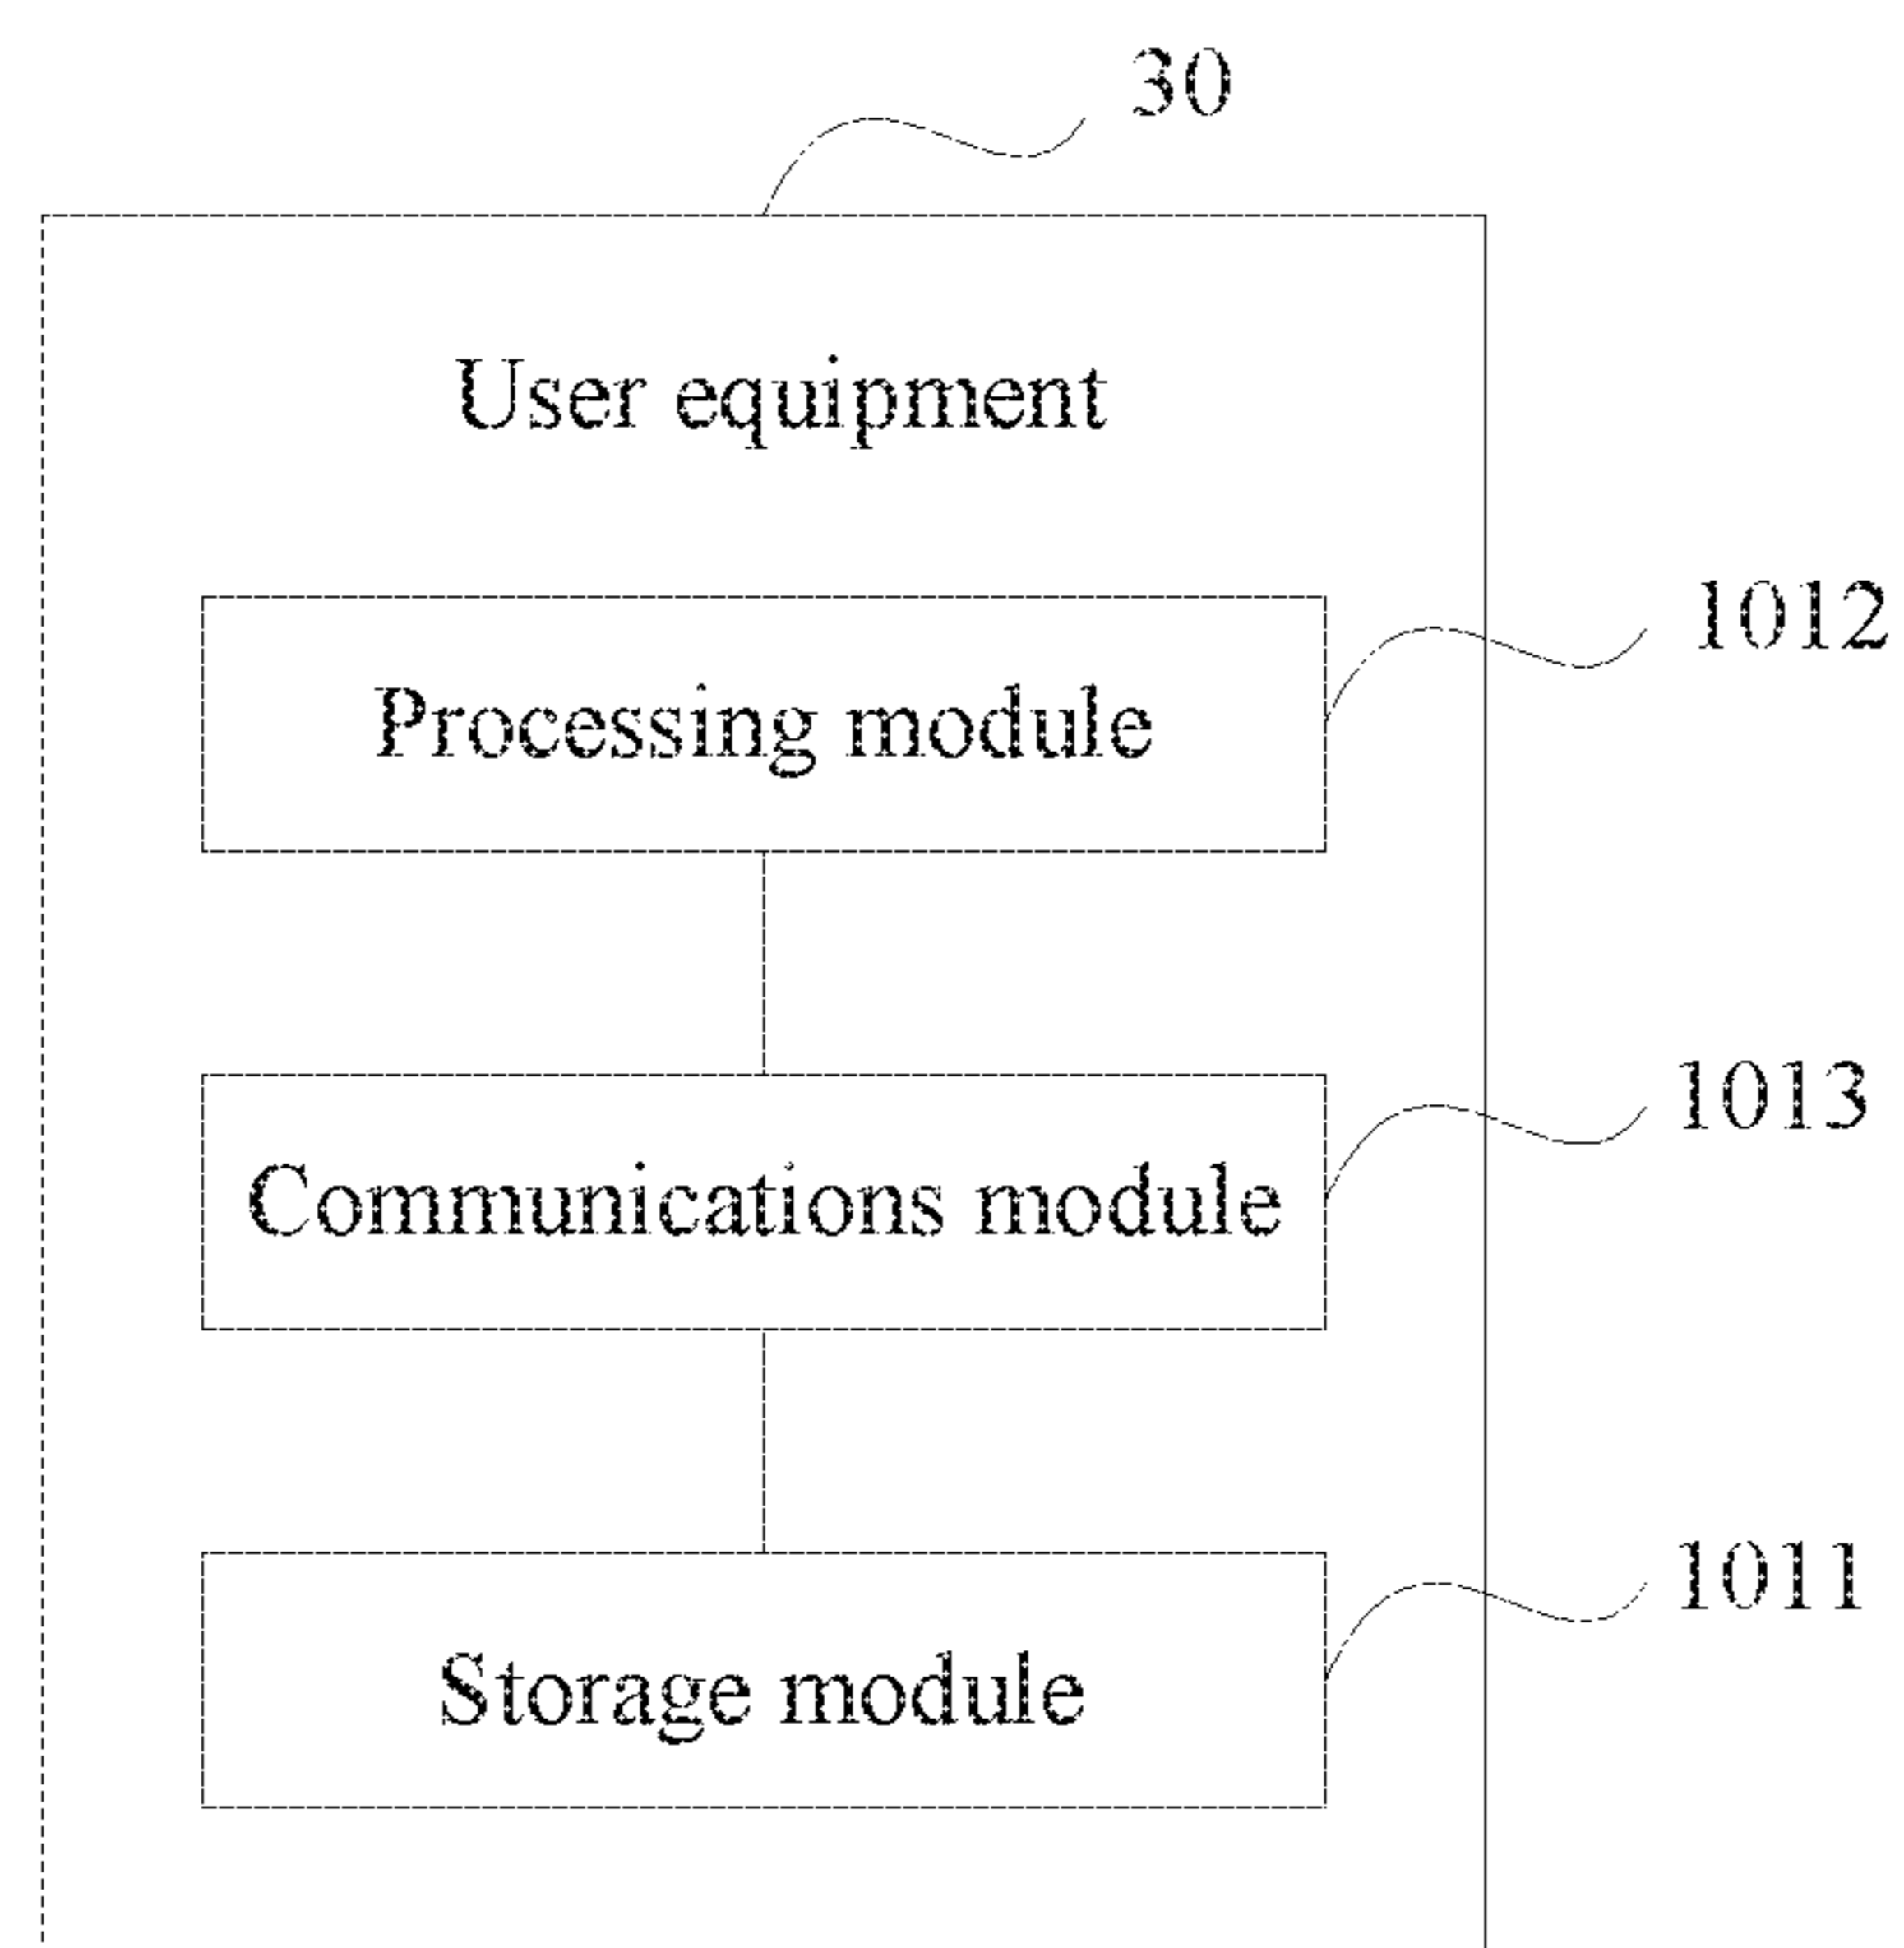 30
User equipment
1012
Processing module
1013
Communications module
1011
Storage module